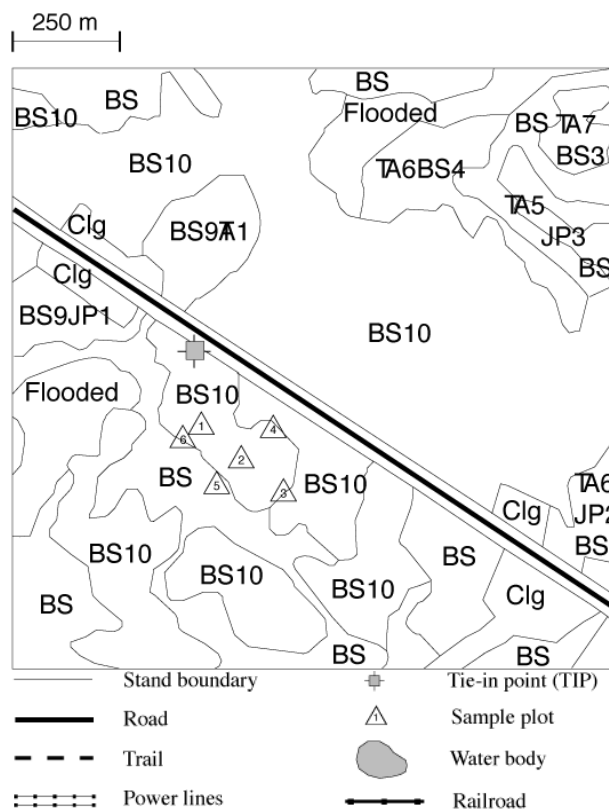 250 m
BS
BS
Flooded
BS10
BS TA7
BS10
BS3
TA6BS4
TA5
Clg
BS9TA1
JP3
Clg
BS
BS9JP1
BS10
Flooded
BS10
1
4
6
2
BS
BS10
TA6
5
3
Clg
JP2
BS10
BS
BS
BS10
BS10
Clg
BS
BS
BS
Stand boundary
Tie-in point (TIP)
Road
1
Sample plot
Trail
Water body
Power lines
Railroad